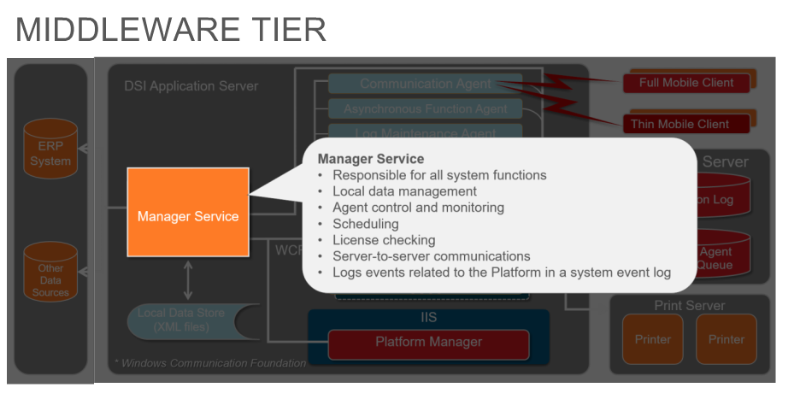 MIDDLEWARE TIER
DSI Application Server
Communication Agent
Asynchronous Function Agent
Log Maintenance Agent
Full Mobile Client
Thin Mobile Client
ERP
System
Other
Data
Sources
Manager Service
Manager Service
• Responsible for all system functions
• Local data management
• Agent control and monitoring
• Scheduling
• License checking
• Server-to-server communications
• Logs events related to the Platform in a system event log
Server
Log
Agent
Queue
Local Data Store
(XML files)
IIS
Platform Manager
* Windows Communication Foundation
Print Server
Printer
Printer